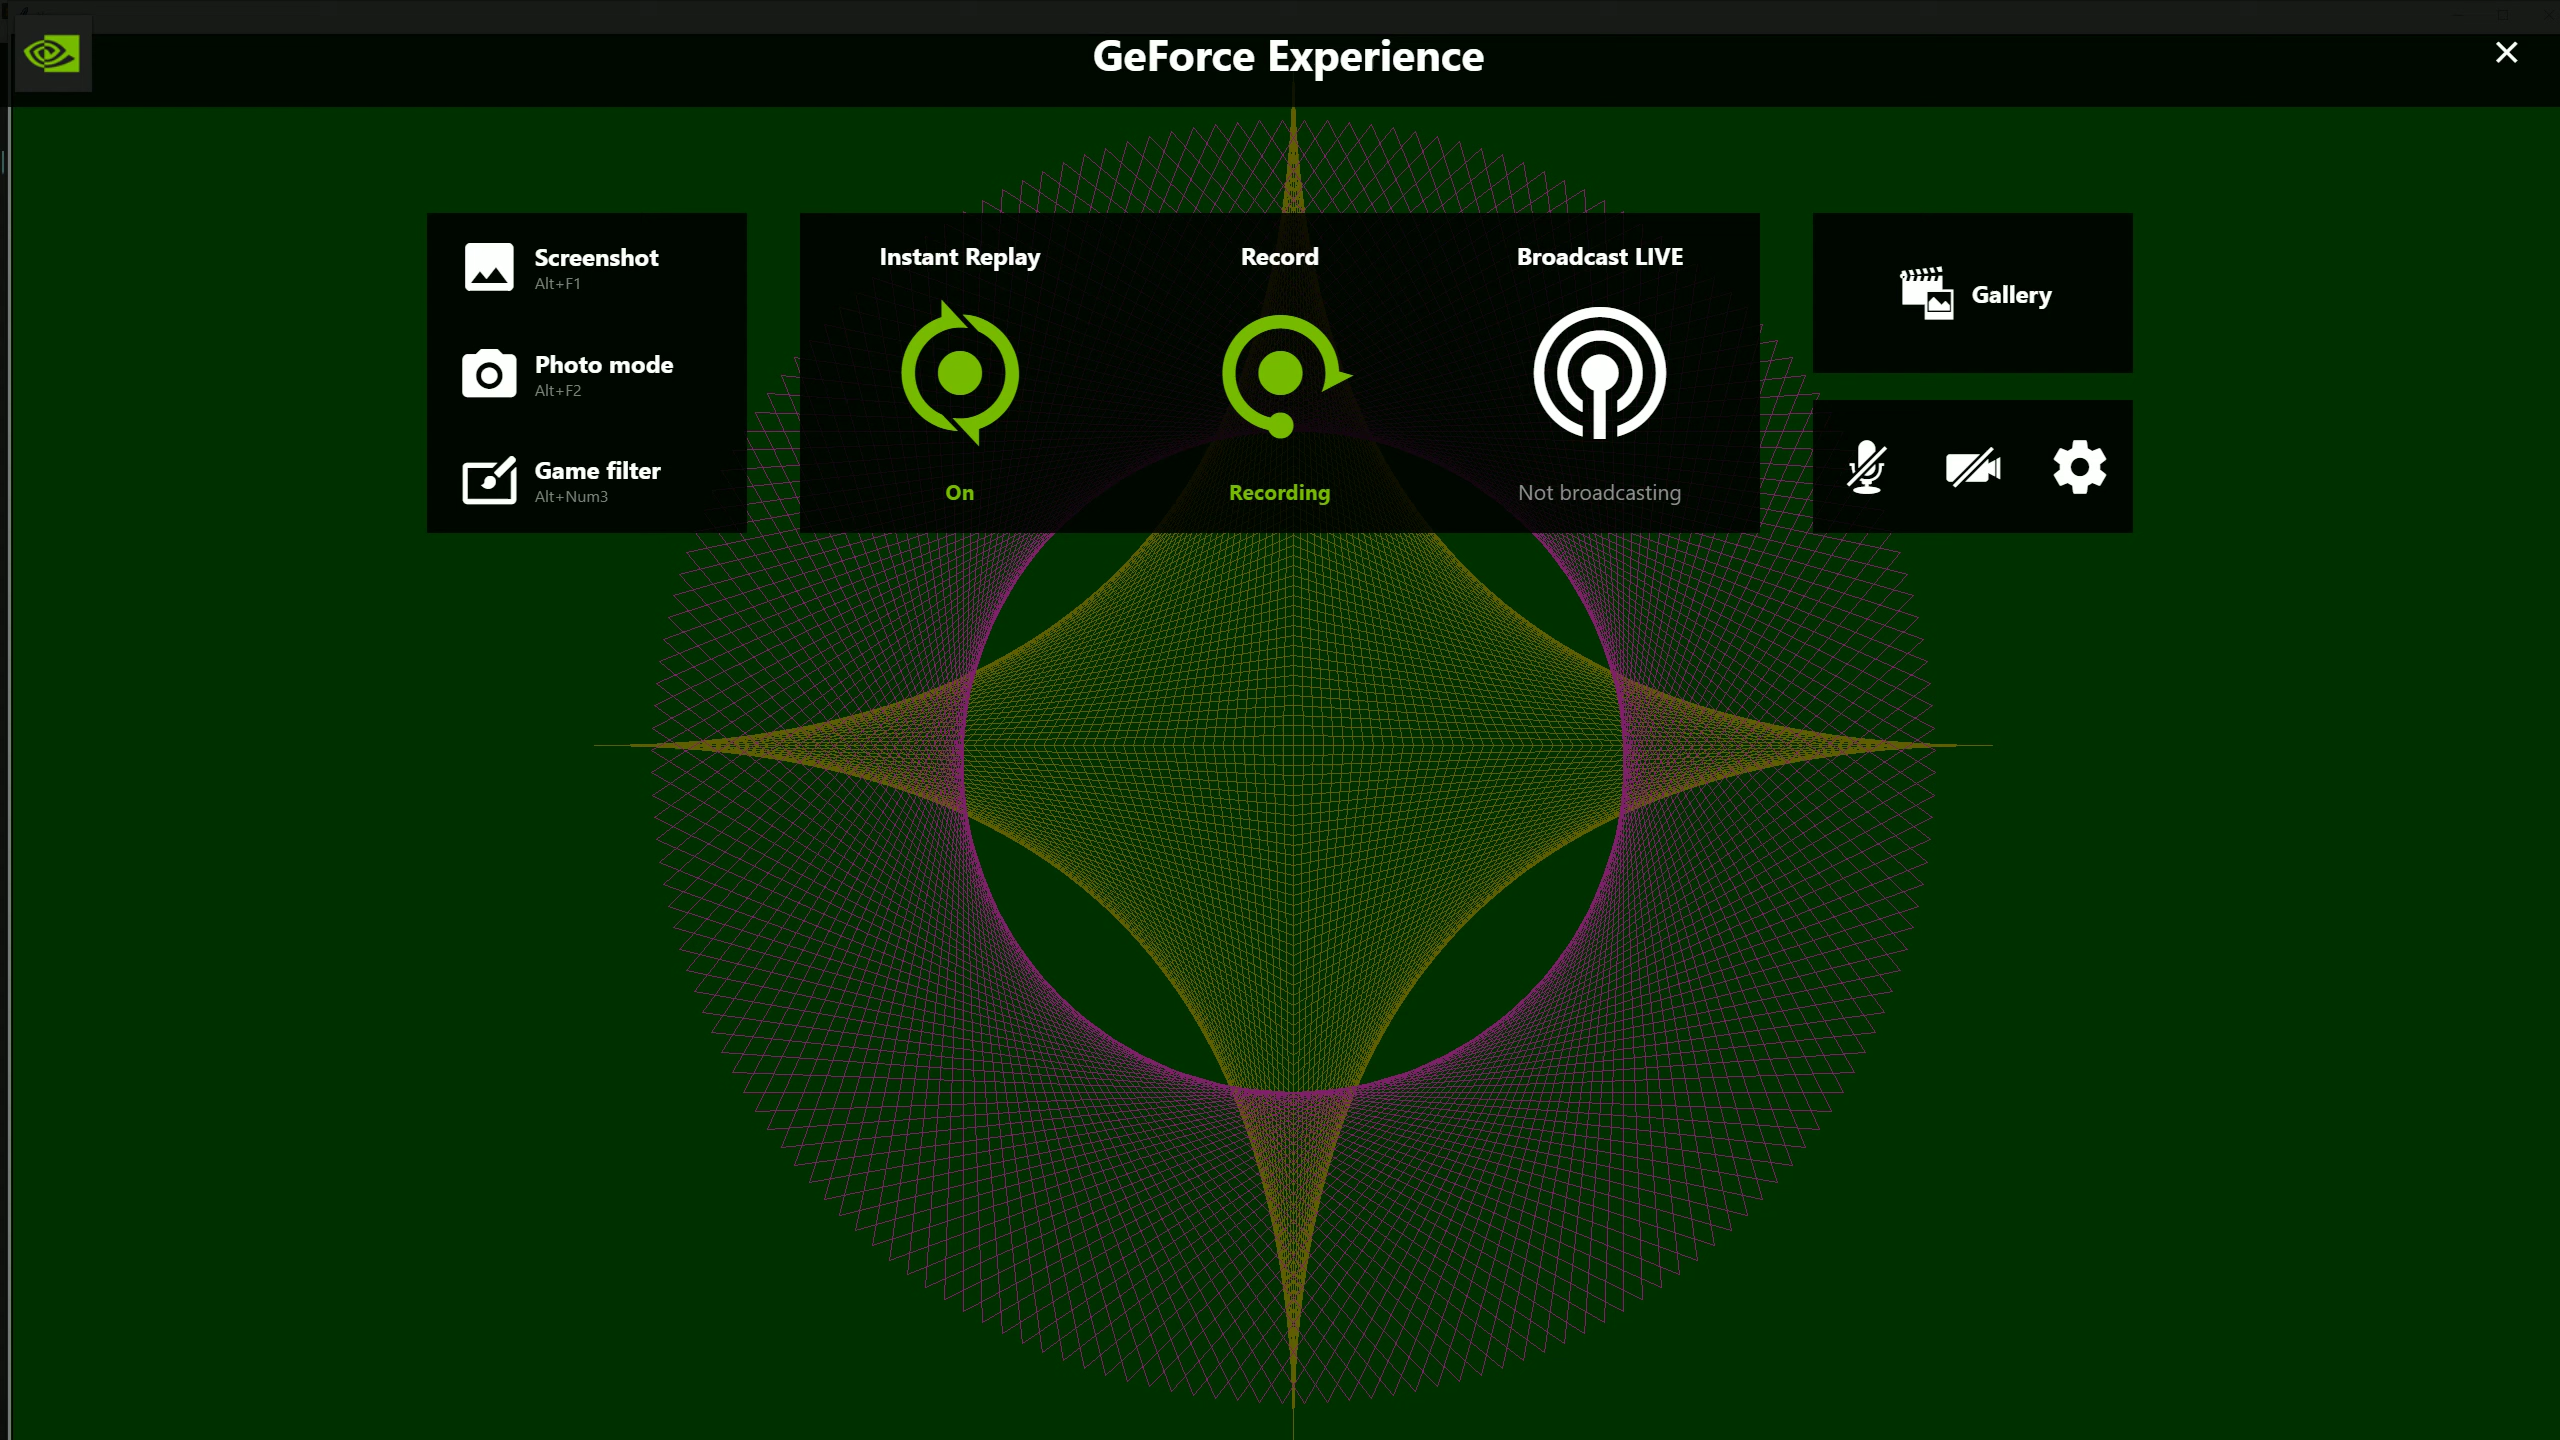 GeForce Experience
Screenshot
Alt+F1
Photo mode
Alt+F2
Game filter
Alt+Num3
Instant Replay
On
Record
Recording
Broadcast LIVE
Not broadcasting
Gallery